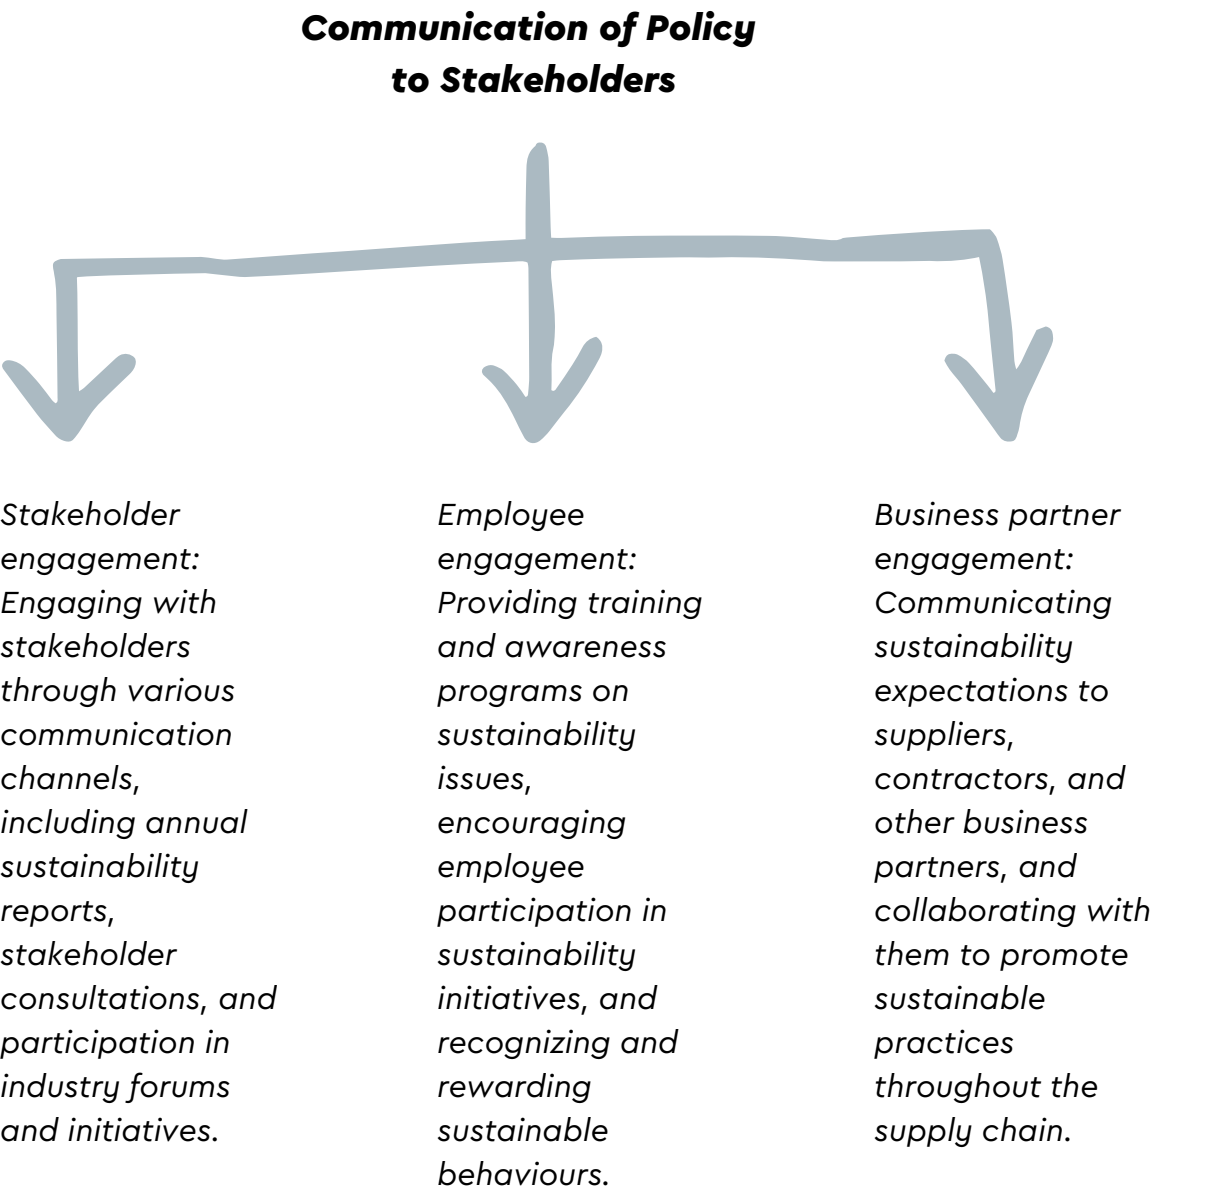 Communication of Policy
to Stakeholders
Stakeholder
engagement:
Engaging with
stakeholders
through various
communication
channels,
including annual
sustainability
reports,
stakeholder
consultations, and
participation in
industry forums
and initiatives.
Employee
engagement:
Providing training
and awareness
programs on
sustainability
issues,
encouraging
employee
participation in
sustainability
initiatives, and
recognizing and
rewarding
sustainable
behaviours.
Business partner
engagement:
Communicating
sustainability
expectations to
suppliers,
contractors, and
other business
partners, and
collaborating with
them to promote
sustainable
practices
throughout the
supply chain.